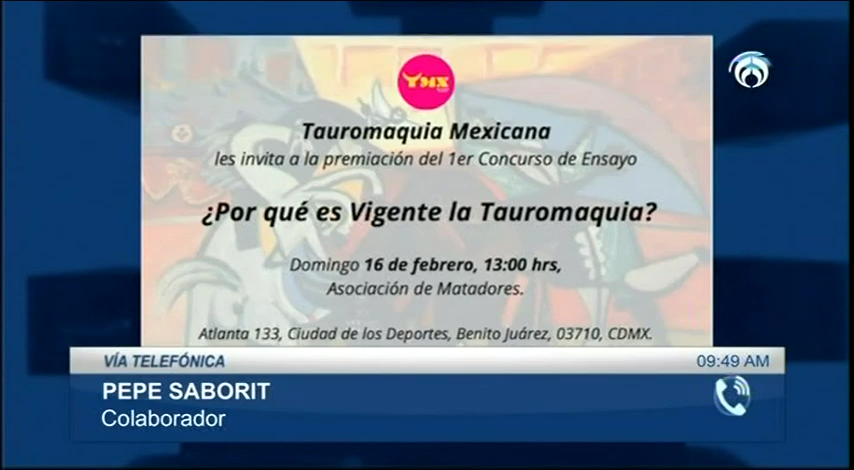 TMX
Tauromaquia Mexicana
les invita a la premiación del 1er Concurso de Ensayo
¿Por qué es Vigente la Tauromaquia?
Domingo 16 de febrero, 13:00 hrs,
Asociación de Matadores.
Atlanta 133, Ciudad de los Deportes, Benito Juárez, 03710, CDMX.
VÍA TELEFÓNICA 09:49 AM
PEPE SABORIT
Colaborador